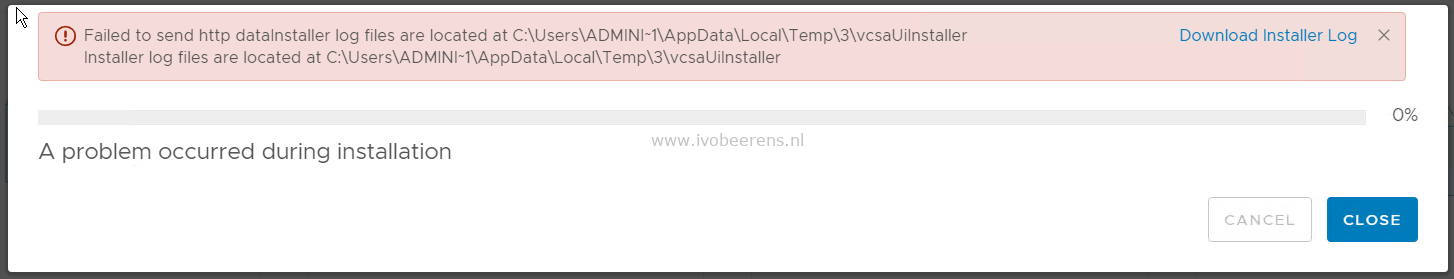 Failed to send http dataInstaller log files are located at C:\Users\ADMINI~1\AppData\Local\Temp\3\vcsaUiInstaller
Download Installer Log
Installer log files are located at C:\Users\ADMINI~1\AppData\Local\Temp\3\vcsaUiInstaller
0%
www.ivobeerens.nl
A problem occurred during installation
CANCEL
CLOSE